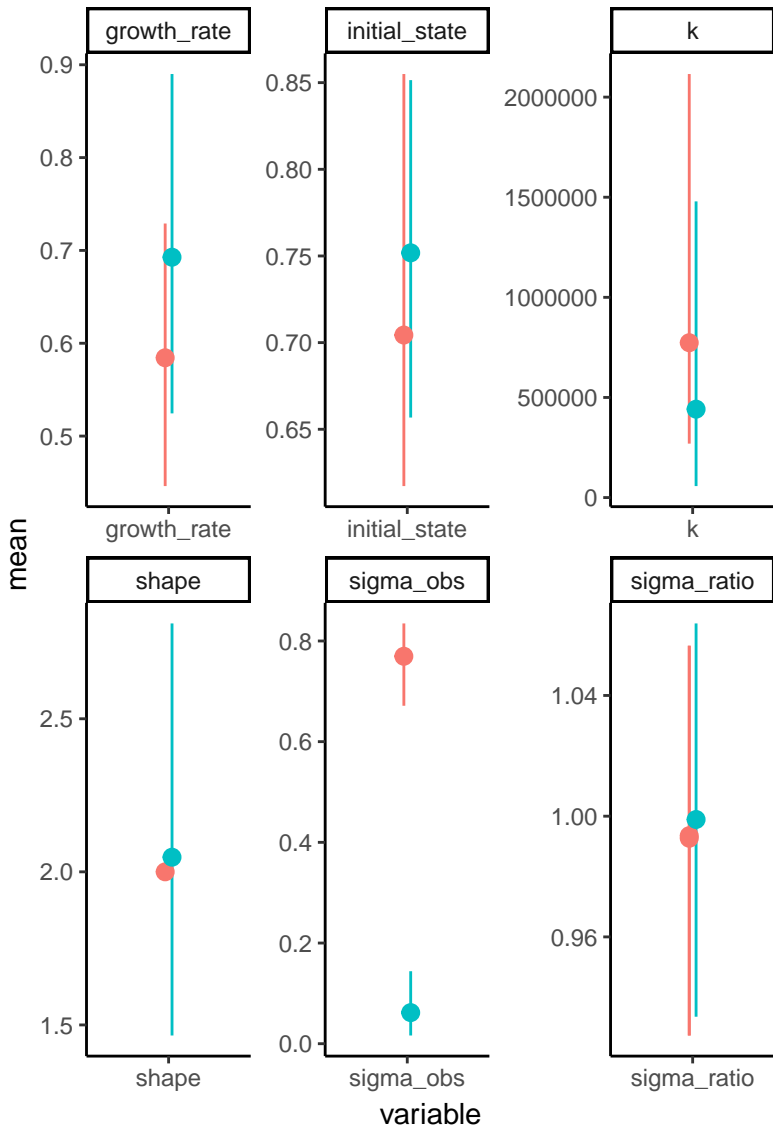 growth_rate
initial_state
k
0.9
0.8
0.7
0.6
0.5
growth_rate
0.85
0.80
0.75
0.70
0.65
initial_state
2000000
1500000
1000000
500000
0
k
mean
shape
sigma_obs
sigma_ratio
2.5
2.0
1.5
shape
0.8
0.6
0.4
0.2
0.0
sigma_obs
1.04
1.00
0.96
sigma_ratio
variable